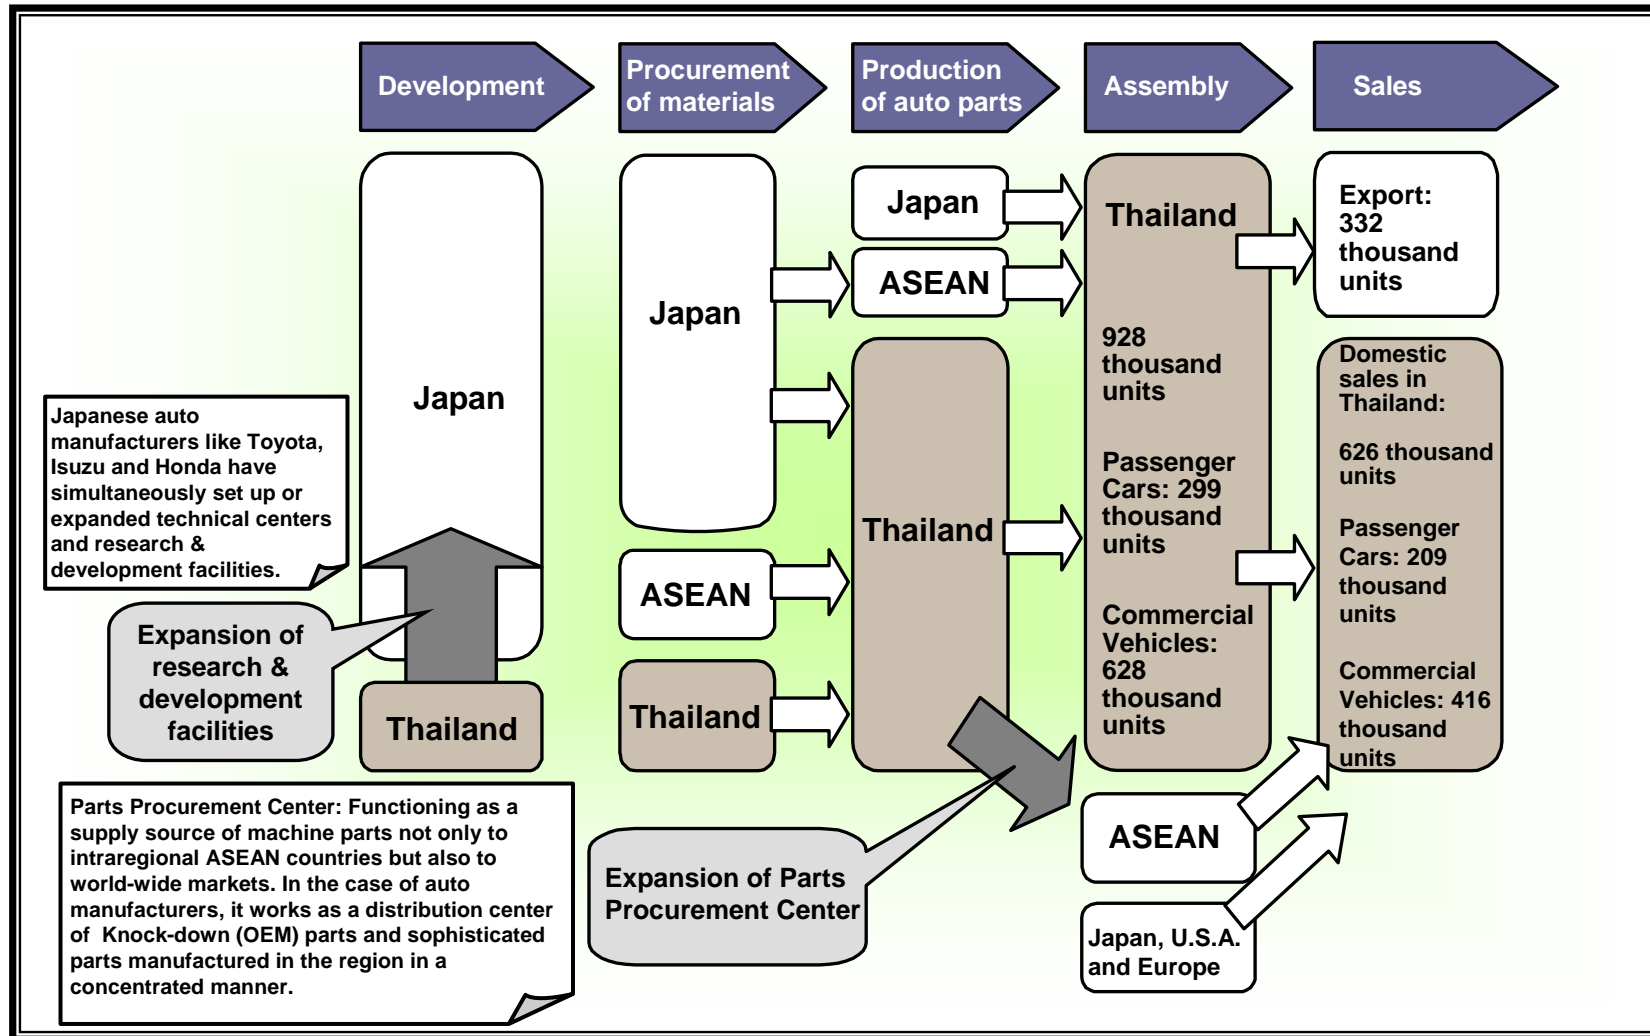 Development
Procurement
of materials
Production
of auto parts
Assembly
Sales
Japan
Japanese auto
manufacturers like Toyota,
Isuzu and Honda have
simultaneously set up or
expanded technical centers
and research &
development facilities.
Expansion of
research &
development
facilities
Thailand
Japan
ASEAN
Thailand
Japan
ASEAN
Thailand
Thailand
928
thousand
units
Passenger
Cars: 299
thousand
units
Commercial
Vehicles:
628
thousand
units
Export:
332
thousand
units
Domestic
sales in
Thailand:
626 thousand
units
Passenger
Cars: 209
thousand
units
Commercial
Vehicles: 416
thousand
units
Parts Procurement Center: Functioning as a
supply source of machine parts not only to
intraregional ASEAN countries but also to
world-wide markets. In the case of auto
manufacturers, it works as a distribution center
of Knock-down (OEM) parts and sophisticated
parts manufactured in the region in a
concentrated manner.
Expansion of Parts
Procurement Center
ASEAN
Japan, U.S.A.
and Europe